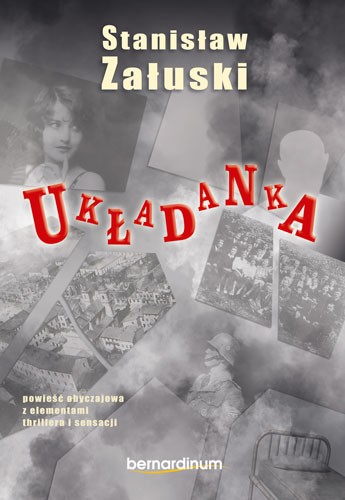 Stanisław
Załuski
UKŁADANKA
powieść obyczajowa
z elementami
thrillera i sensacji
bernardinum